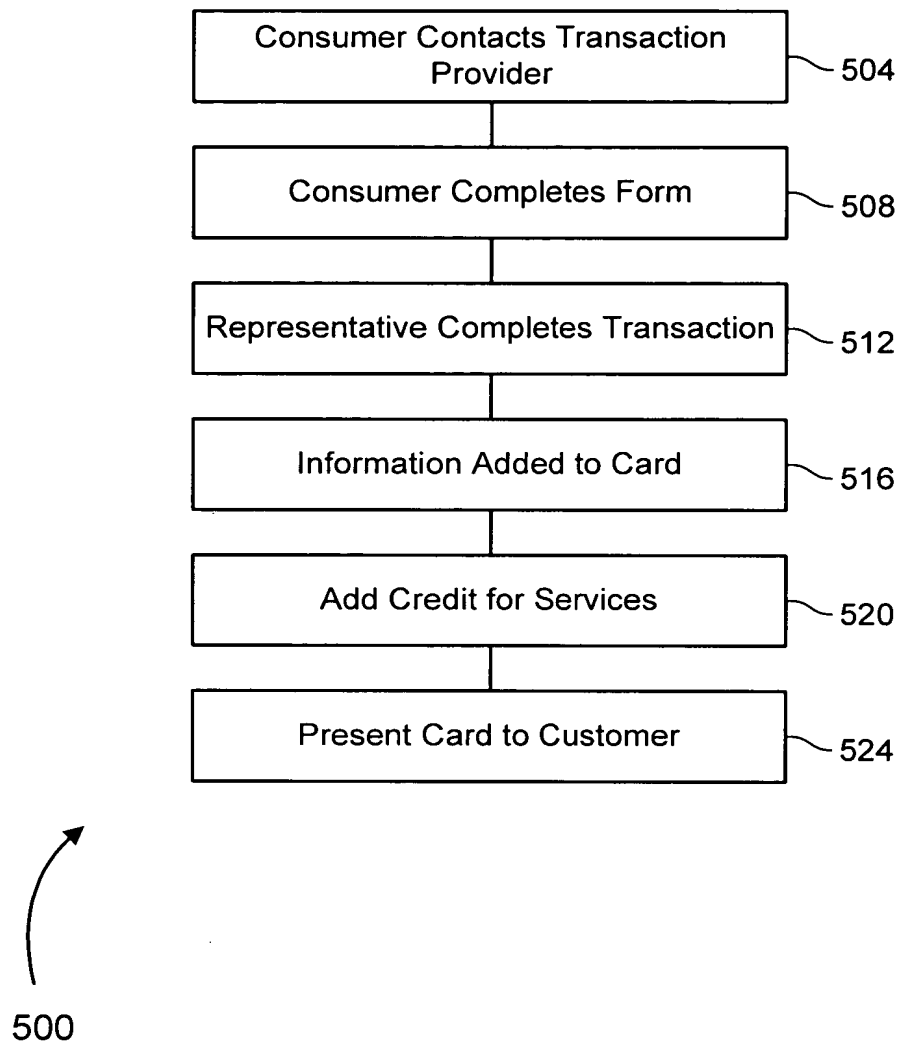 Consumer Contacts Transaction
Provider
504
Consumer Completes Form
508
Representative Completes Transaction
512
Information Added to Card
516
Add Credit for Services
520
Present Card to Customer
524
500